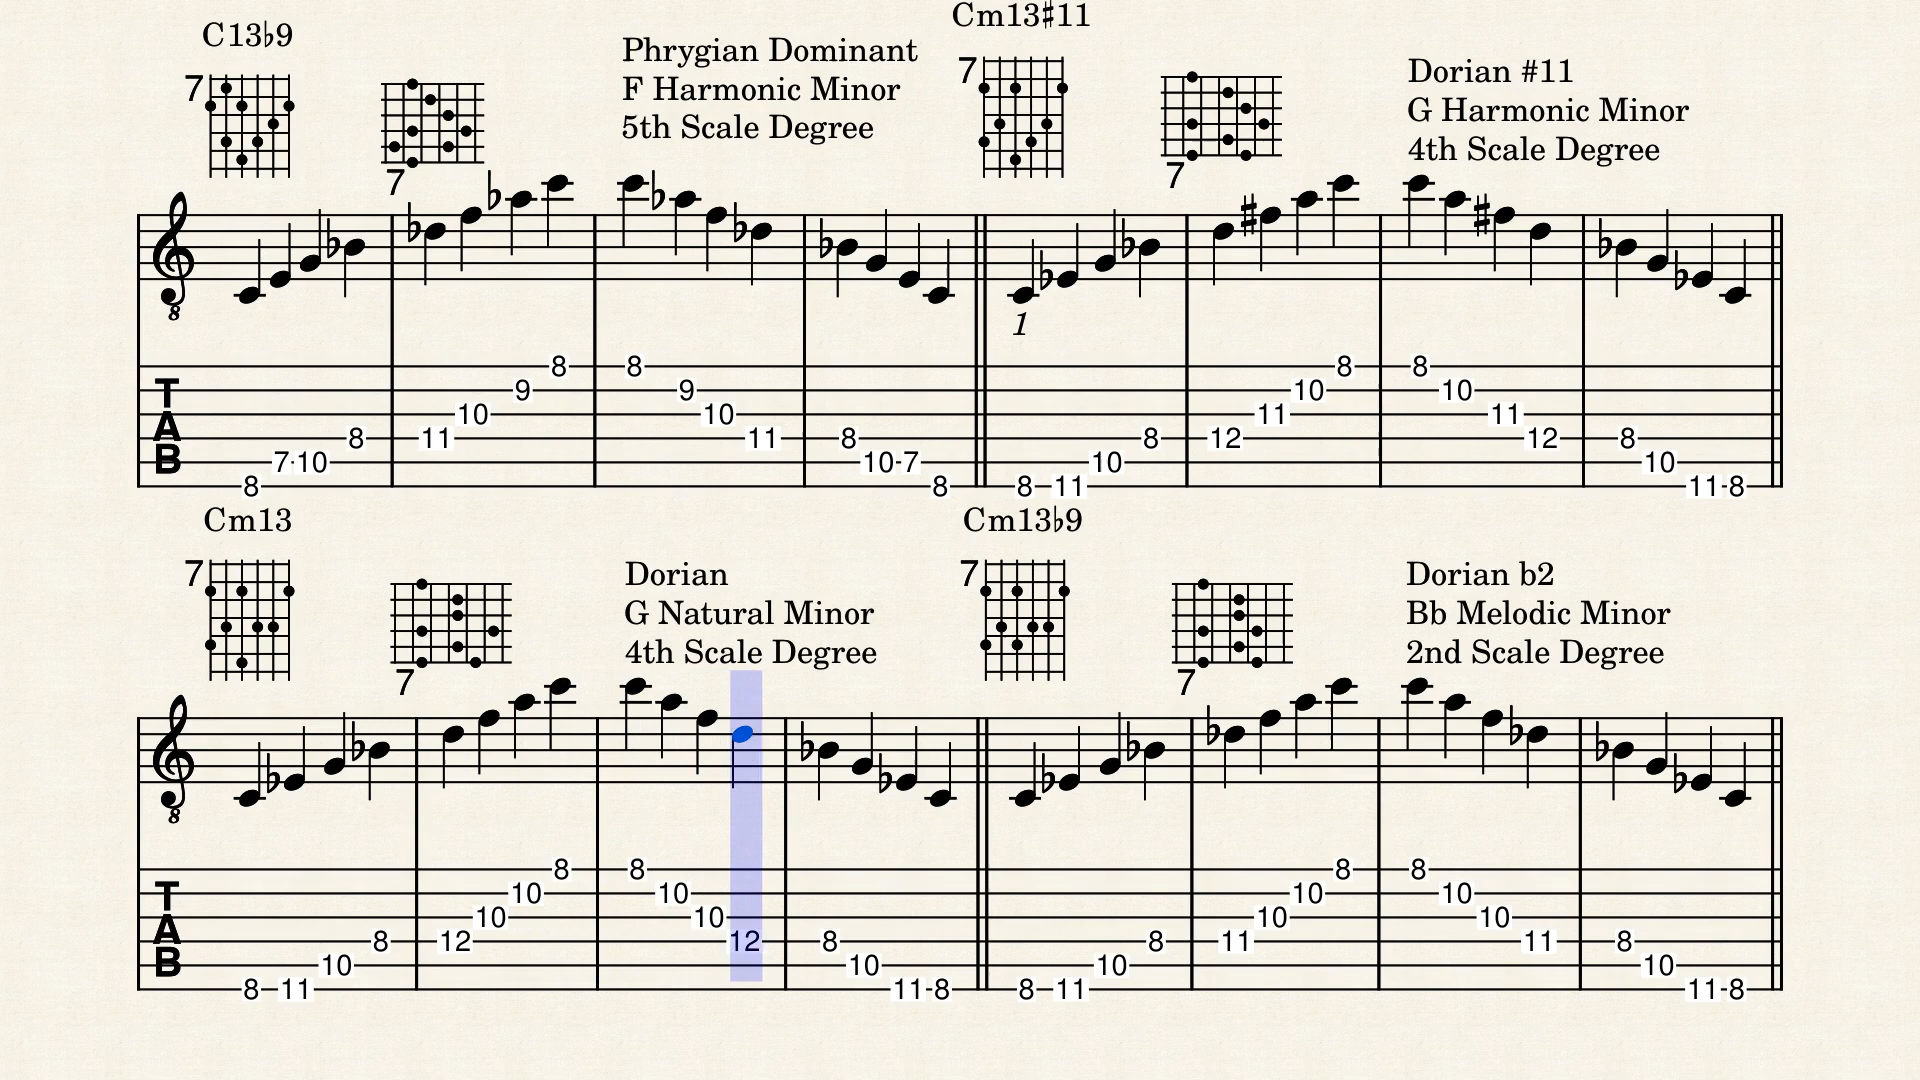 C13♭9
7
7
Phrygian Dominant
F Harmonic Minor
5th Scale Degree
Cm13♯11
7
7
Dorian #11
G Harmonic Minor
4th Scale Degree
8
1
T
A
B
8 7 10 8
11 10 9 8
8 9 10 11
8 10 7 8
8 11 10 8
12 11 10 8
8 10 11 12
8 10 11 8
Cm13
7
7
Dorian
G Natural Minor
4th Scale Degree
Cm13♭9
7
7
Dorian b2
Bb Melodic Minor
2nd Scale Degree
8
T
A
B
8 11 10 8
12 10 10 8
8 10 10 12
8 10 11 8
8 11 10 8
11 10 10 8
8 10 10 11
8 10 11 8